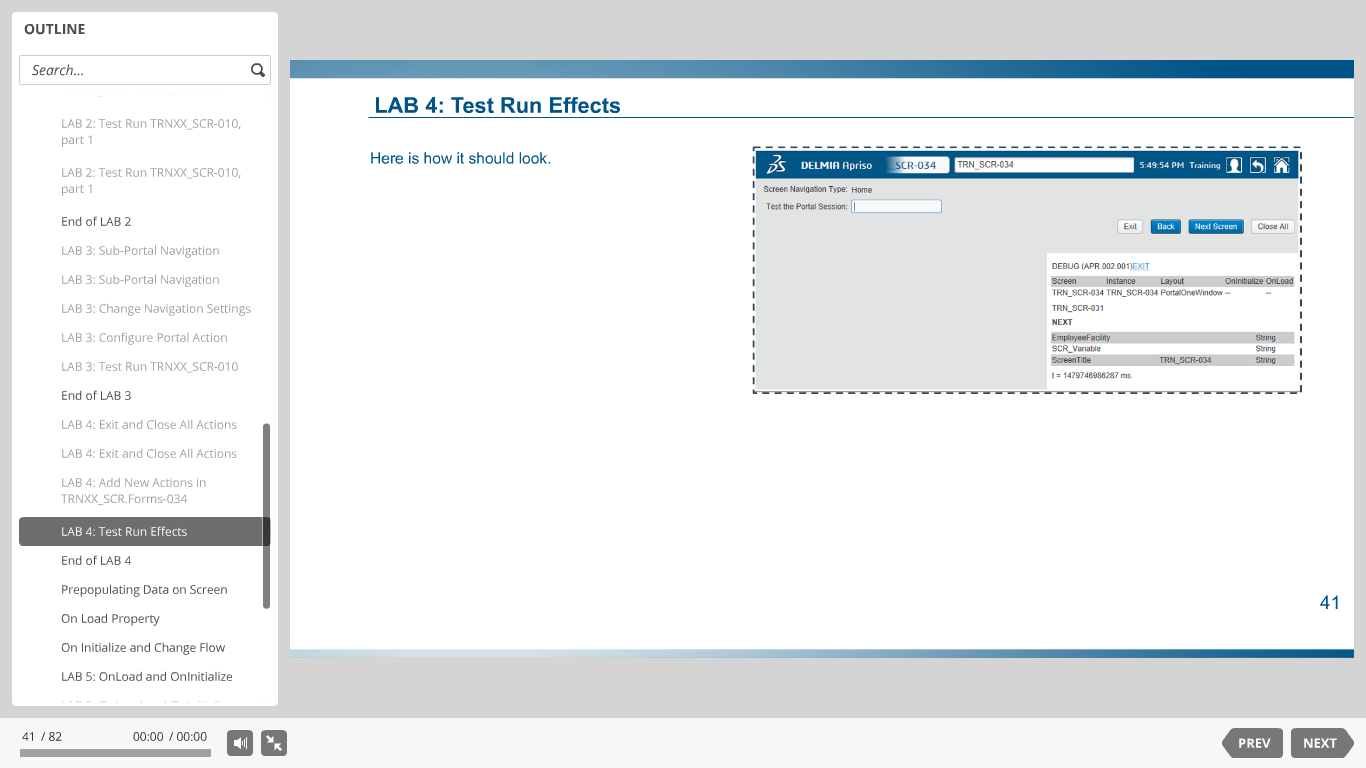 OUTLINE
Search...
LAB 2: Test Run TRNXX_SCR-010,
part 1
LAB 2: Test Run TRNXX_SCR-010,
part 1
End of LAB 2
LAB 3: Sub-Portal Navigation
LAB 3: Sub-Portal Navigation
LAB 3: Change Navigation Settings
LAB 3: Configure Portal Action
LAB 3: Test Run TRNXX_SCR-010
End of LAB 3
LAB 4: Exit and Close All Actions
LAB 4: Exit and Close All Actions
LAB 4: Add New Actions in
TRNXX_SCR.Forms-034
LAB 4: Test Run Effects
End of LAB 4
Prepopulating Data on Screen
On Load Property
On Initialize and Change Flow
LAB 5: OnLoad and OnInitialize
LAB 4: Test Run Effects
Here is how it should look.
DELMIA Apriso SCR-034 TRN_SCR-034 5:49:54 PM Training
Screen Navigation Type: Home
Test the Portal Session:
Exit Back Next Screen Close All
DEBUG (APR.002.001)EXIT
Screen Instance Layout OnInitialize OnLoad
TRN_SCR-034 TRN_SCR-034 PortalOneWindow -- --
TRN_SCR-031
NEXT
EmployeeFacility String
SCR_Variable String
ScreenTitle TRN_SCR-034 String
t = 1479746986287 ms.
41
41 / 82 00:00 / 00:00
PREV NEXT